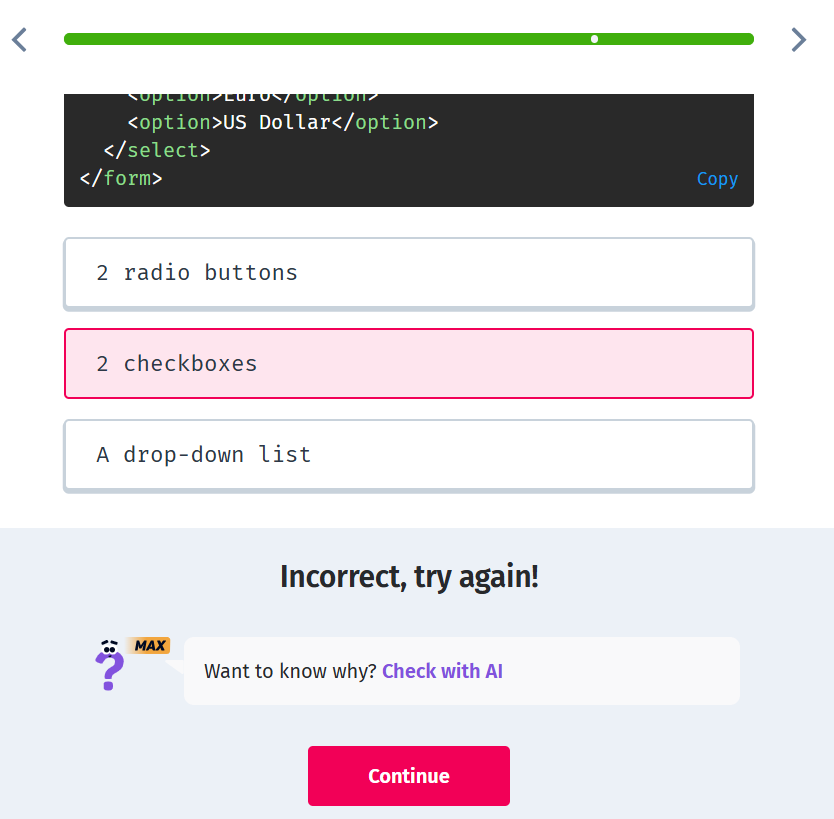 <option>Euro</option>
<option>US Dollar</option>
</select>
</form>
Copy
2 radio buttons
2 checkboxes
A drop-down list
Incorrect, try again!
? MAX
Want to know why? Check with AI
Continue